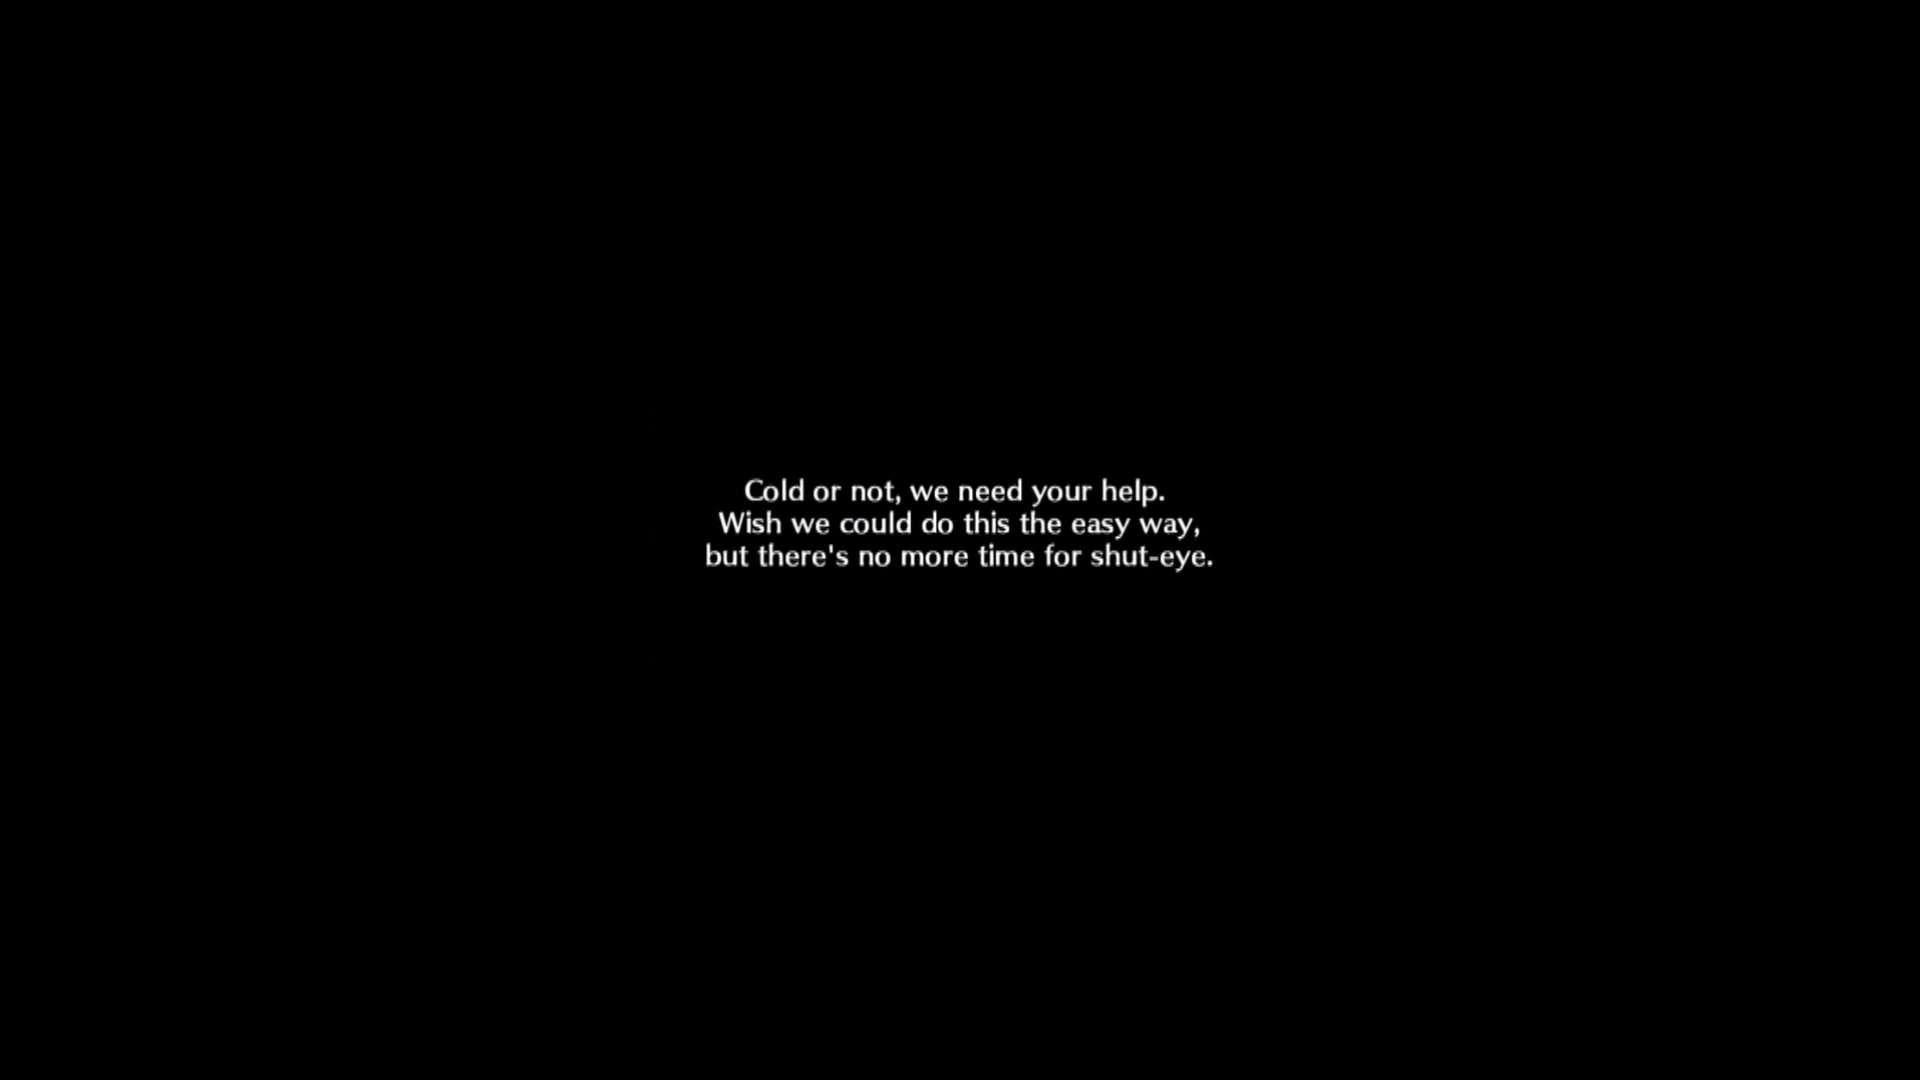 Cold or not, we need your help.
Wish we could do this the easy way,
but there's no more time for shut-eye.